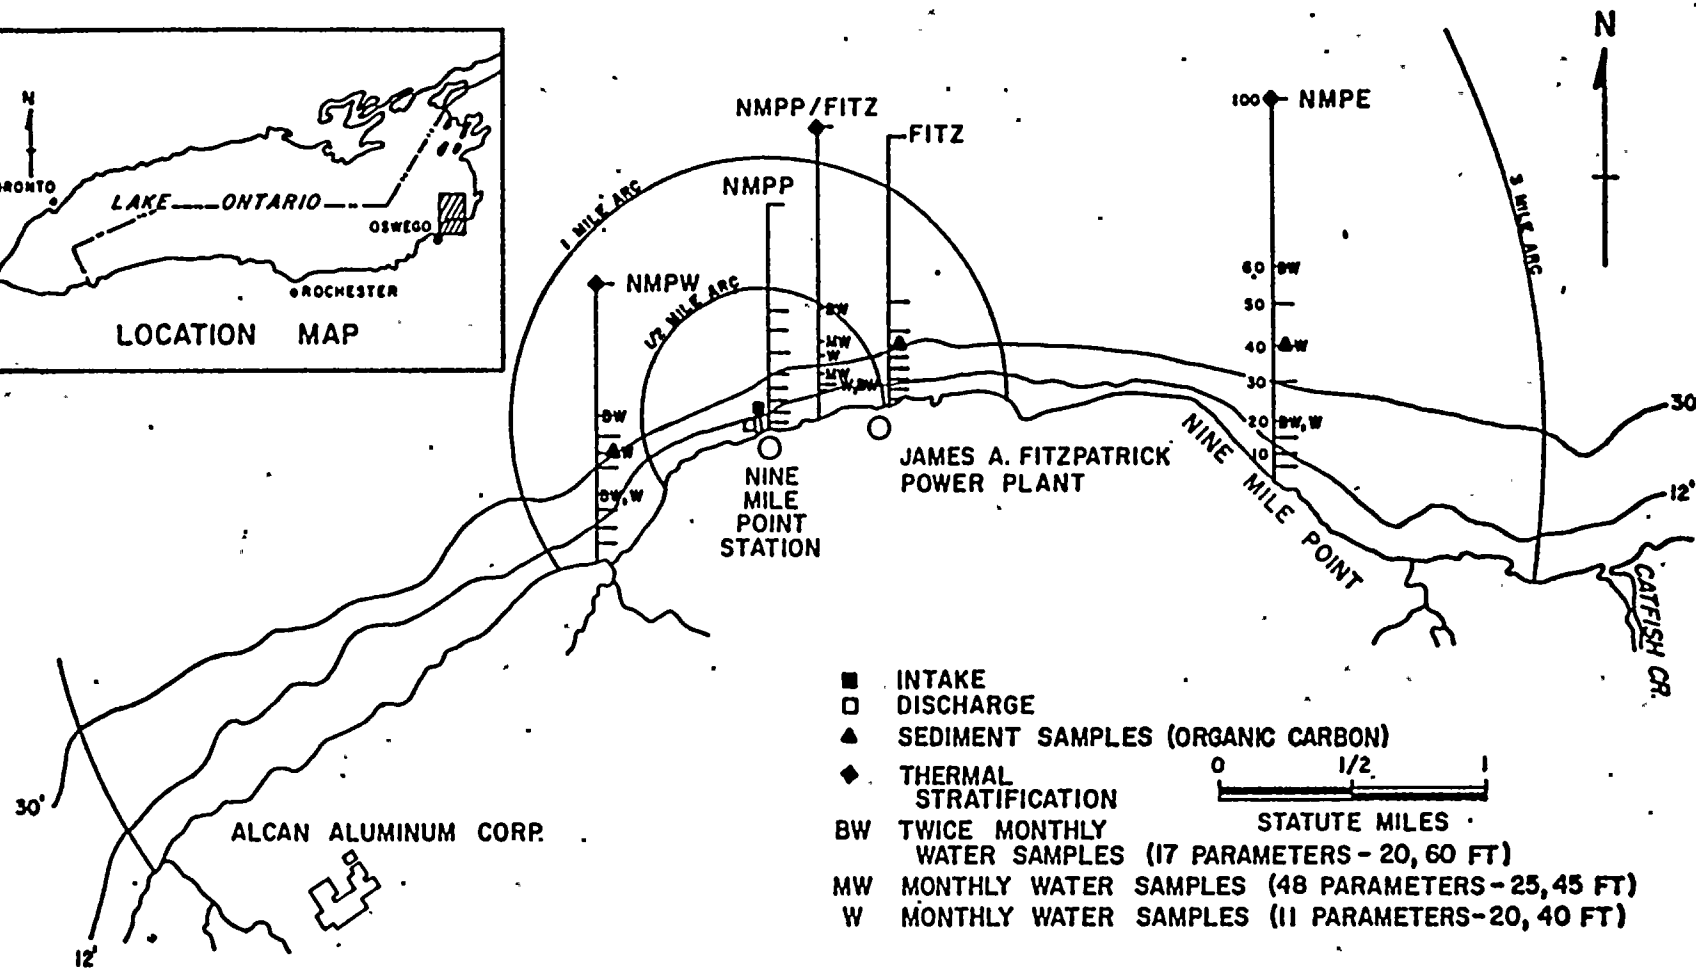 N
LAKE ONTARIO
OSWEGO
ROCHESTER
LOCATION MAP
N
NMPP/FITZ
FITZ
100
NMPE
NMPP
1 MILE ARC
3 MILE ARC
NMPW
1/2 MILE ARC
60
BW
50
BW
MW
W
40
W
MW
30
W, BW
BW
20
BW, W
10
W
BW, W
30'
12'
NINE
MILE
POINT
STATION
JAMES A. FITZPATRICK
POWER PLANT
NINE MILE POINT
CATFISH CR.
30'
12'
ALCAN ALUMINUM CORP.
INTAKE
DISCHARGE
SEDIMENT SAMPLES (ORGANIC CARBON)
THERMAL
STRATIFICATION
0 1/2 1
STATUTE MILES
BW TWICE MONTHLY
WATER SAMPLES (17 PARAMETERS - 20, 60 FT)
MW MONTHLY WATER SAMPLES (48 PARAMETERS - 25, 45 FT)
W MONTHLY WATER SAMPLES (11 PARAMETERS - 20, 40 FT)